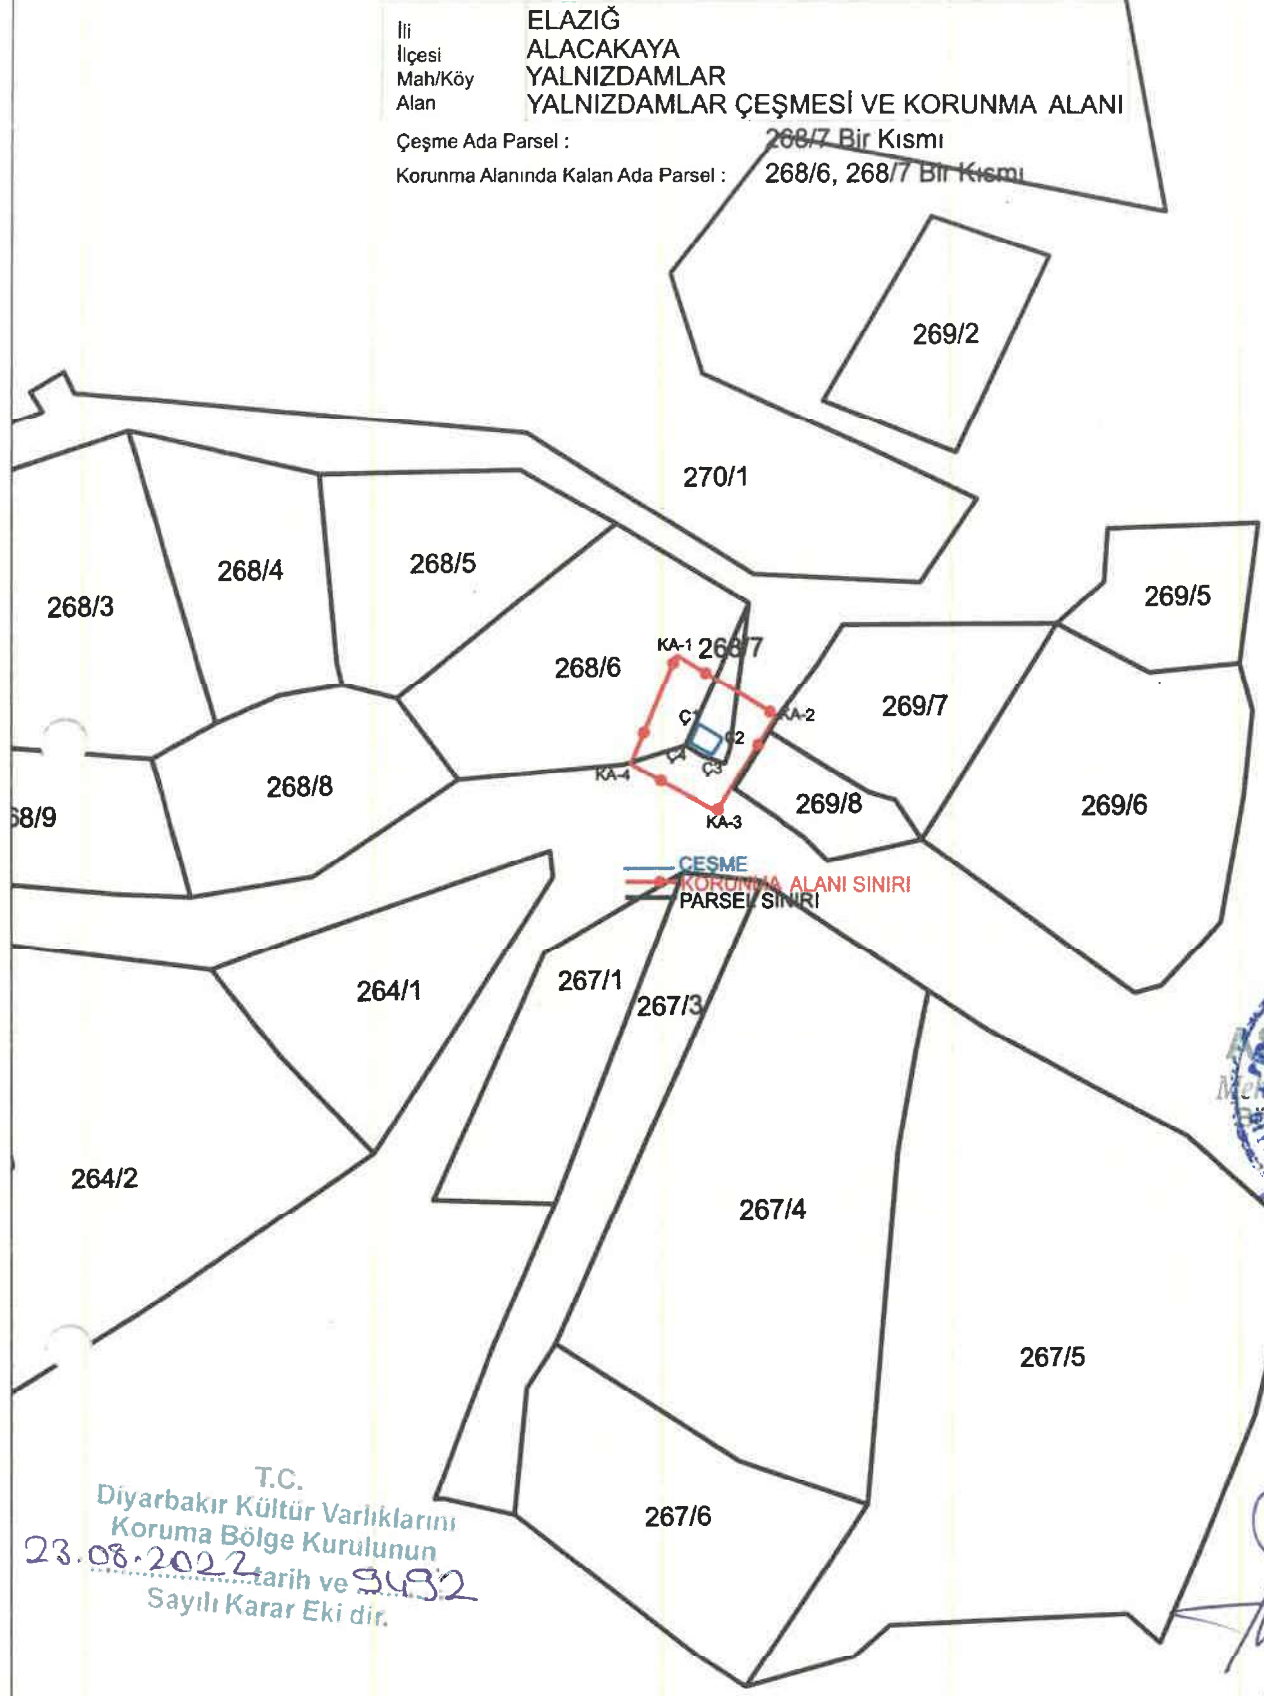 İli ELAZIĞ
İlçesi ALACAKAYA
Mah/Köy YALNIZDAMLAR
Alan YALNIZDAMLAR ÇEŞMESİ VE KORUNMA ALANI
Çeşme Ada Parsel : 268/7 Bir Kısmı
Korunma Alanında Kalan Ada Parsel : 268/6, 268/7 Bir Kısmı
269/2
270/1
268/5
268/4
269/5
268/3
KA-1 268/7
268/6
269/7
Ç1
KA-2
Ç2
Ç4
Ç3
KA-4
268/8
269/8
269/6
68/9
KA-3
ÇEŞME
KORUNMA ALANI SINIRI
PARSEL SINIRI
267/1
264/1
267/3
264/2
267/4
267/5
267/6
T.C.
Diyarbakır Kültür Varlıklarını
Koruma Bölge Kurulunun
23.08.2022 tarih ve 9492
Sayılı Karar Eki dir.